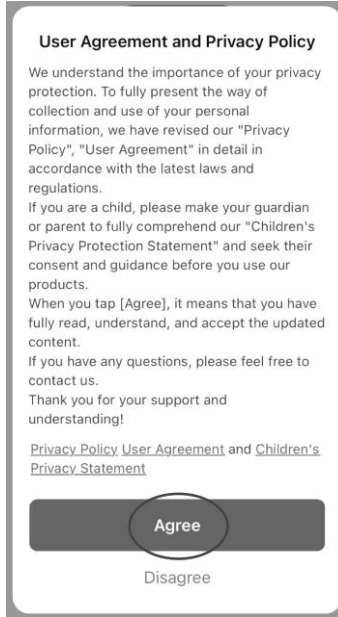 User Agreement and Privacy Policy
We understand the importance of your privacy
protection. To fully present the way of
collection and use of your personal
information, we have revised our "Privacy
Policy", "User Agreement" in detail in
accordance with the latest laws and
regulations.
If you are a child, please make your guardian
or parent to fully comprehend our "Children's
Privacy Protection Statement" and seek their
consent and guidance before you use our
products.
When you tap [Agree], it means that you have
fully read, understand, and accept the updated
content.
If you have any questions, please feel free to
contact us.
Thank you for your support and
understanding!
Privacy Policy User Agreement and Children's
Privacy Statement
Agree
Disagree